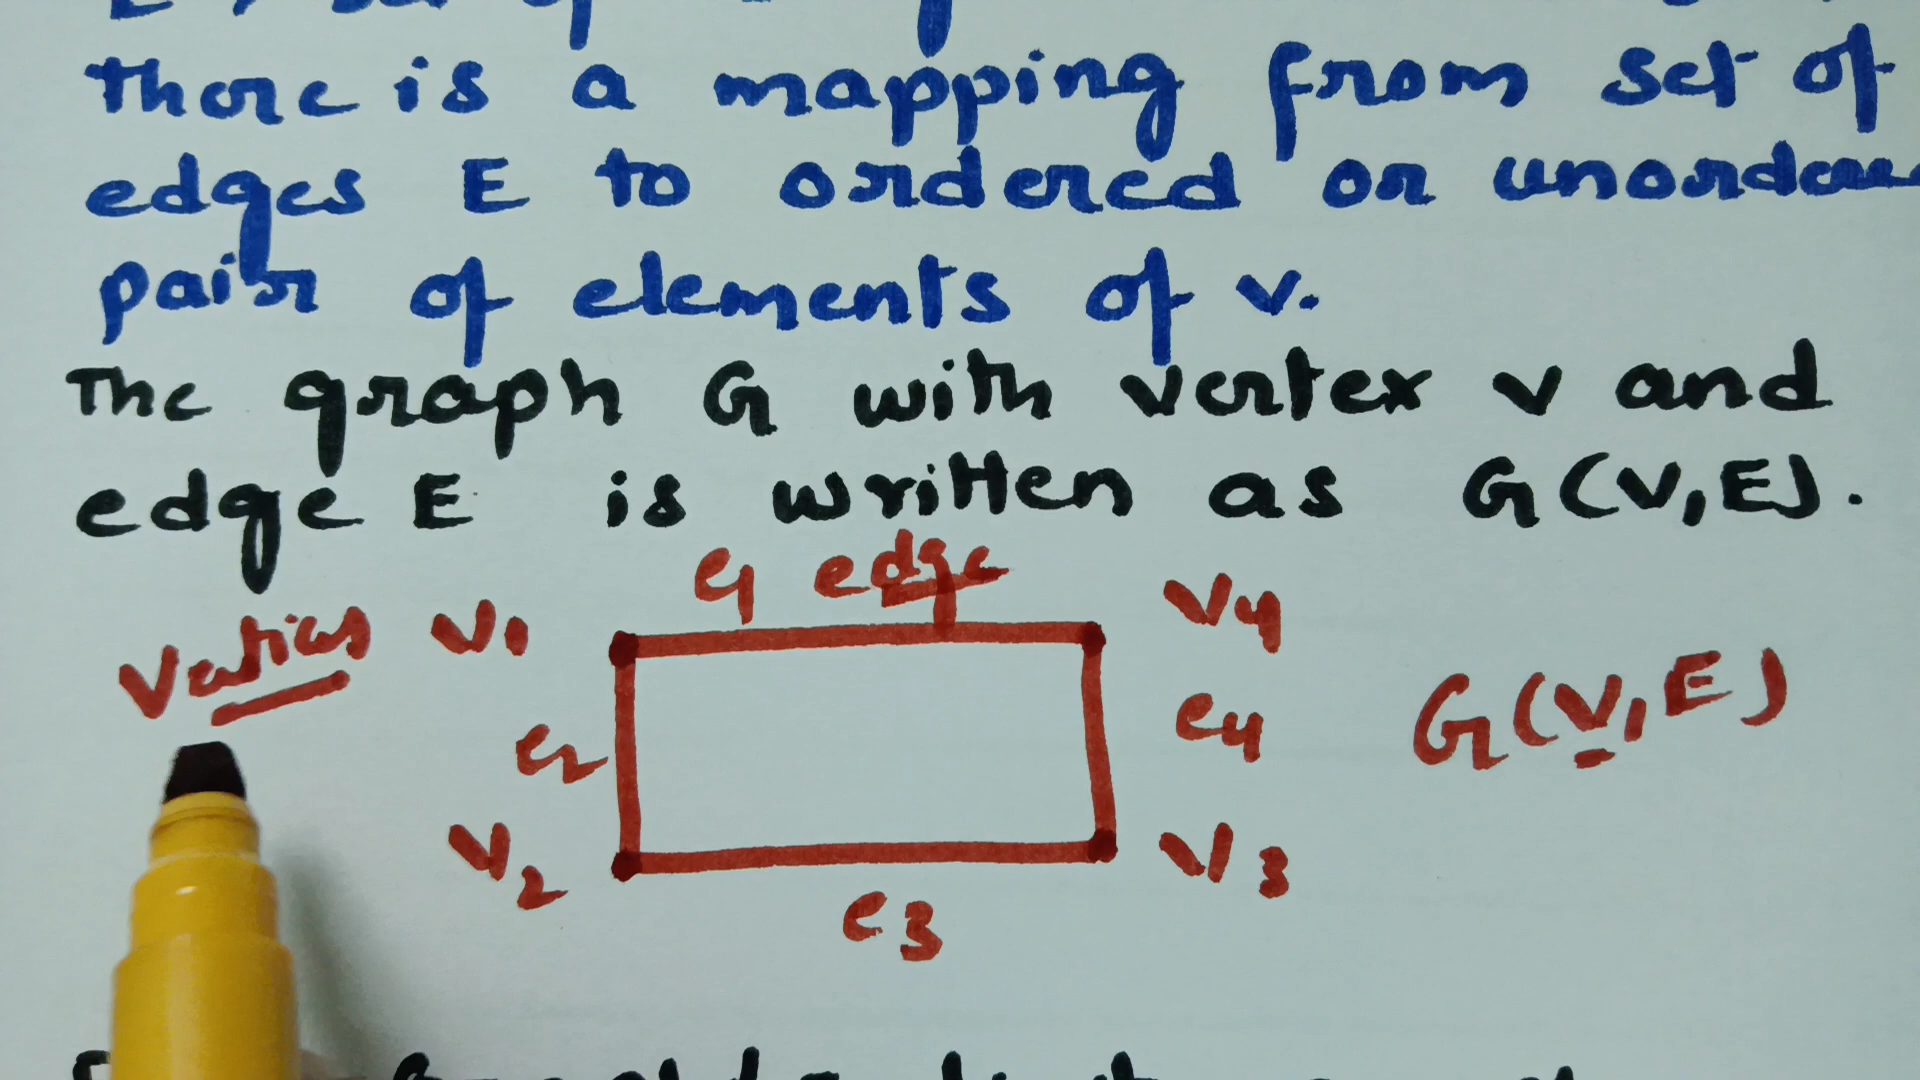 there is a mapping from set of
edges E to ordered or unordere
pair of elements of v.
The graph G with vertex v and
edge E is written as G(V,E).
e1 edge
Vertices v1 v4
e2 e4 G(V,E)
v2 v3
e3